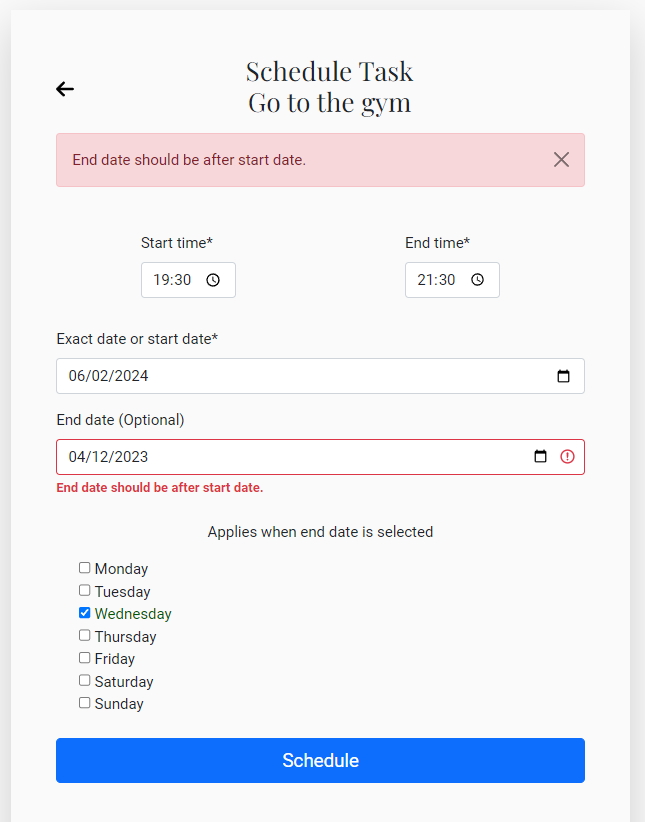 Schedule Task
Go to the gym
End date should be after start date.
Start time* End time*
19:30 21:30
Exact date or start date*
06/02/2024
End date (Optional)
04/12/2023
End date should be after start date.
Applies when end date is selected
Monday
Tuesday
Wednesday
Thursday
Friday
Saturday
Sunday
Schedule